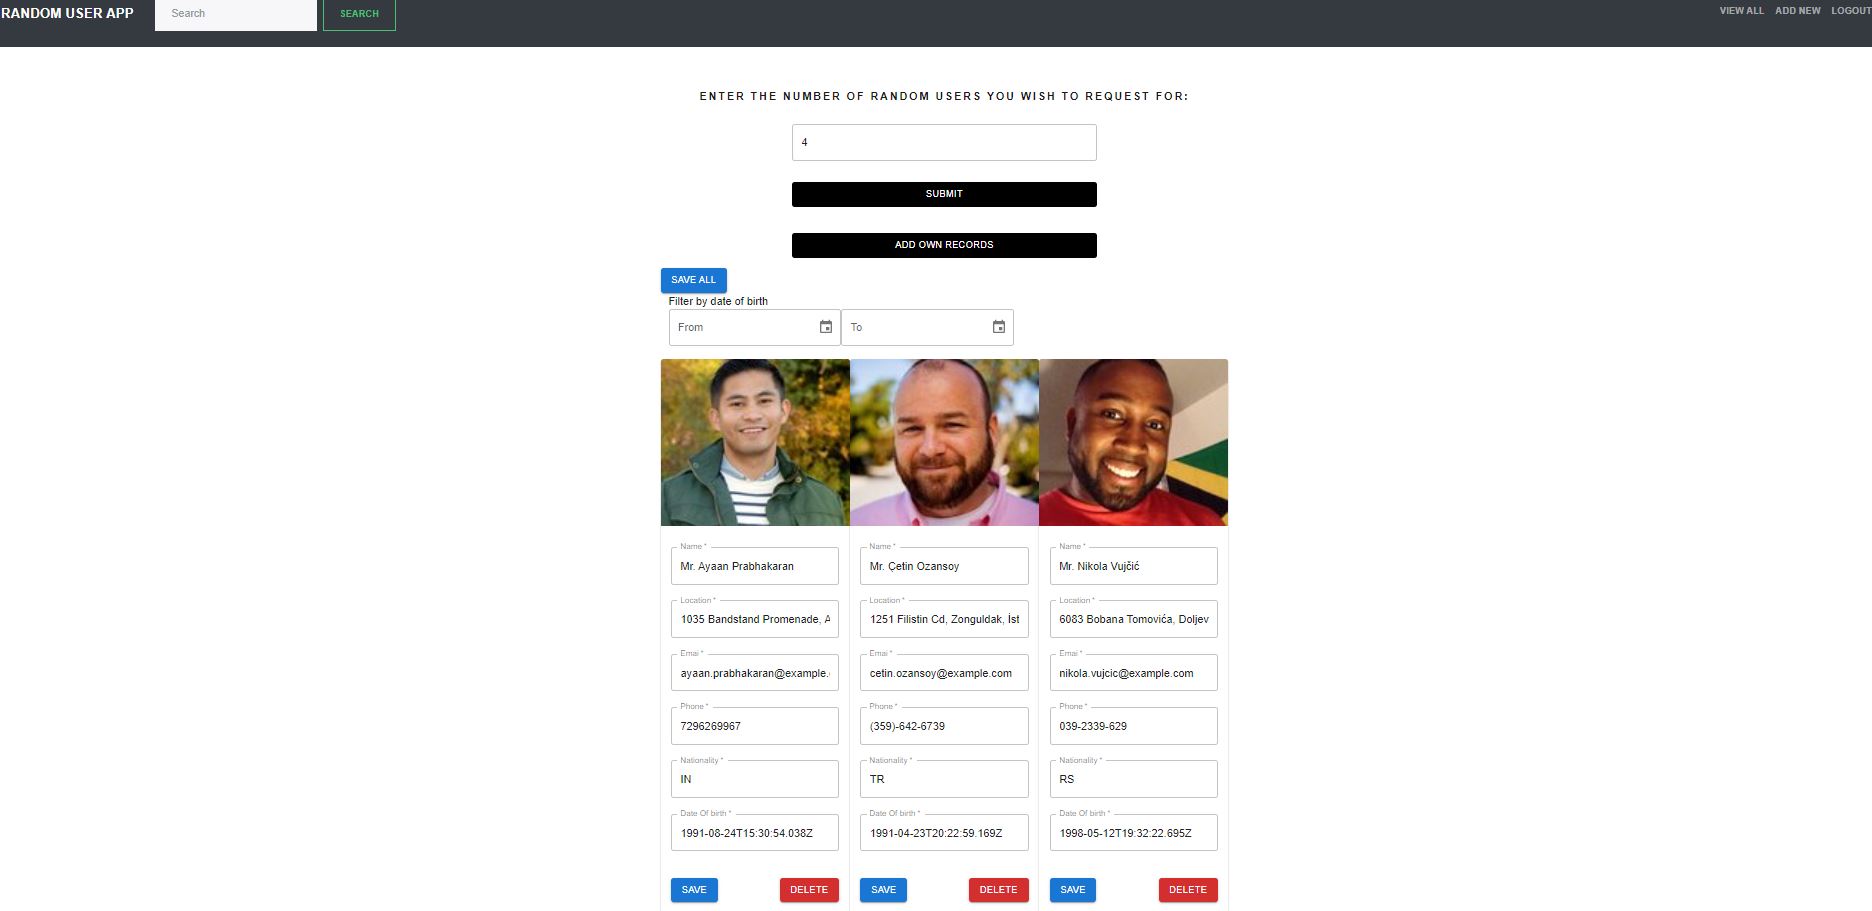 RANDOM USER APP Search SEARCH VIEW ALL ADD NEW LOGOUT
ENTER THE NUMBER OF RANDOM USERS YOU WISH TO REQUEST FOR:
4
SUBMIT
ADD OWN RECORDS
SAVE ALL
Filter by date of birth
From To
Name * Name * Name *
Mr. Ayaan Prabhakaran Mr. Çetin Ozansoy Mr. Nikola Vujčić
Location * Location * Location *
1035 Bandstand Promenade, A 1251 Filistin Cd, Zonguldak, İst 6083 Bobana Tomovića, Doljev
Emai * Emai * Emai *
ayaan.prabhakaran@example. cetin.ozansoy@example.com nikola.vujcic@example.com
Phone * Phone * Phone *
7296269967 (359)-642-6739 039-2339-629
Nationality * Nationality * Nationality *
IN TR RS
Date Of birth * Date Of birth * Date Of birth *
1991-08-24T15:30:54.038Z 1991-04-23T20:22:59.169Z 1998-05-12T19:32:22.695Z
SAVE DELETE SAVE DELETE SAVE DELETE